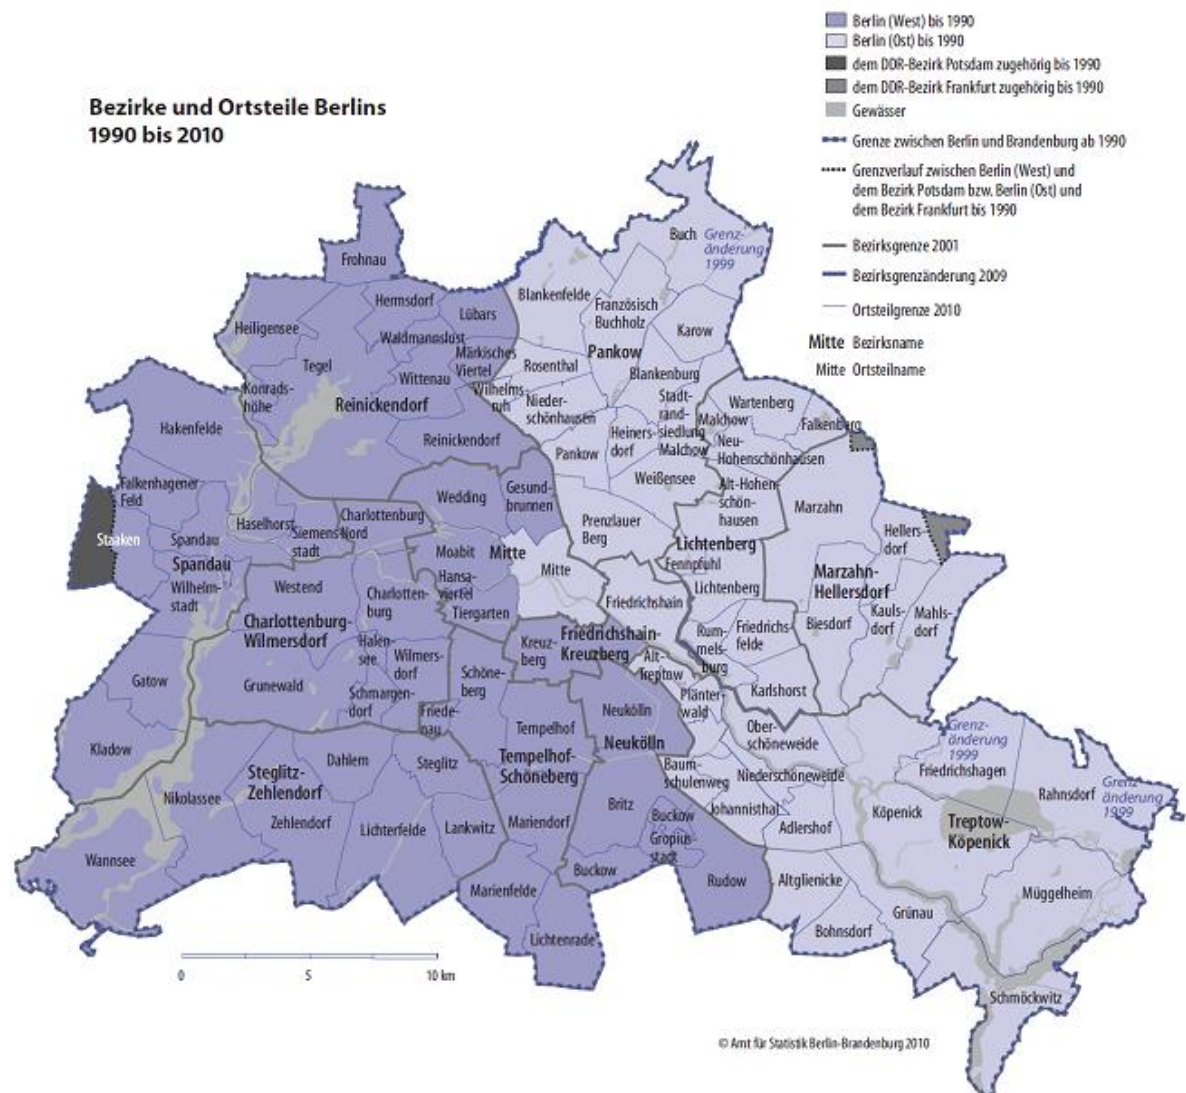 Bezirke und Ortsteile Berlins
1990 bis 2010
Berlin (West) bis 1990
Berlin (Ost) bis 1990
dem DDR-Bezirk Potsdam zugehörig bis 1990
dem DDR-Bezirk Frankfurt zugehörig bis 1990
Gewässer
Grenze zwischen Berlin und Brandenburg ab 1990
Grenzverlauf zwischen Berlin (West) und
dem Bezirk Potsdam bzw. Berlin (Ost) und
dem Bezirk Frankfurt bis 1990
Bezirksgrenze 2001
Bezirksgrenzänderung 2009
Ortsteilgrenze 2010
Mitte Bezirksname
Mitte Ortsteilname
Frohnau
Hermsdorf
Lübars
Heiligensee
Waldmannslust
Tegel
Märkisches
Viertel
Wittenau
Konrads-
höhe
Reinickendorf
Reinickendorf
Wilhelms
ruh
Buch
Grenz-
änderung
1999
Blankenfelde
Französisch
Buchholz
Karow
Pankow
Rosenthal
Blankenburg
Nieder-
schönhausen
Stadt-
rand-
siedlung
Malchow
Heiners-
dorf
Pankow
Weißensee
Prenzlauer
Berg
Wartenberg
Malchow
Falkenberg
Neu-
Hohenschönhausen
Alt-Hohen-
schön-
hausen
Lichtenberg
Fennpfuhl
Lichtenberg
Rum-
mels-
burg
Friedrichs-
felde
Karlshorst
Marzahn
Hellers-
dorf
Marzahn-
Hellersdorf
Biesdorf
Kauls-
dorf
Mahls-
dorf
Hakenfelde
Falkenhagener
Feld
Staaken
Spandau
Spandau
Haselhorst
Siemens-
stadt
Wilhelm-
stadt
Gatow
Kladow
Charlottenburg
Nord
Westend
Charlotten-
burg
Charlottenburg-
Wilmersdorf
Halen-
see
Wilmers-
dorf
Grunewald
Schmargen-
dorf
Wedding
Gesund-
brunnen
Moabit
Mitte
Mitte
Hansa-
viertel
Tiergarten
Friedrichshain
Friedrichshain-
Kreuzberg
Kreuz-
berg
Schöne-
berg
Friede-
nau
Tempelhof
Tempelhof-
Schöneberg
Mariendorf
Marienfelde
Lichtenrade
Neukölln
Neukölln
Britz
Buckow
Gropius-
stadt
Buckow
Rudow
Steglitz-
Zehlendorf
Dahlem
Steglitz
Nikolassee
Zehlendorf
Lichterfelde
Lankwitz
Wannsee
Alt-
Treptow
Plänter-
wald
Baum-
schulenweg
Johannisthal
Ober-
schöneweide
Niederschöneweide
Adlershof
Altglienicke
Bohnsdorf
Köpenick
Treptow-
Köpenick
Grenz-
änderung
1999
Friedrichshagen
Rahnsdorf
Grenz-
änderung
1999
Müggelheim
Grünau
Schmöckwitz
0 5 10 km
© Amt für Statistik Berlin-Brandenburg 2010